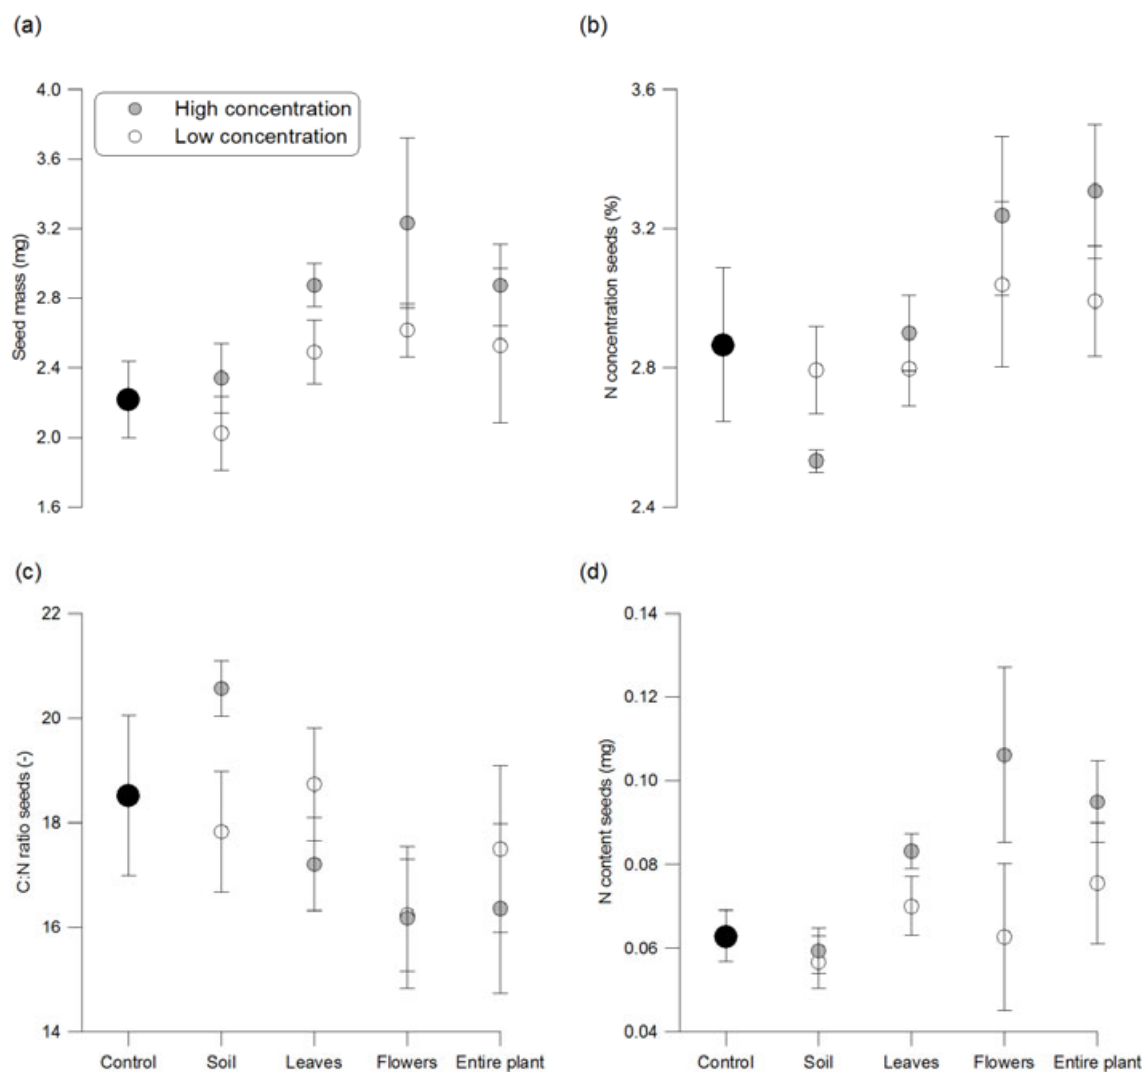 (a)
(b)
4.0
3.6
3.2
2.8
2.4
2.0
1.6
Seed mass (mg)
High concentration
Low concentration
3.6
3.2
2.8
2.4
N concentration seeds (%)
(c)
(d)
22
20
18
16
14
C:N ratio seeds (-)
Control Soil Leaves Flowers Entire plant
0.14
0.12
0.10
0.08
0.06
0.04
N content seeds (mg)
Control Soil Leaves Flowers Entire plant